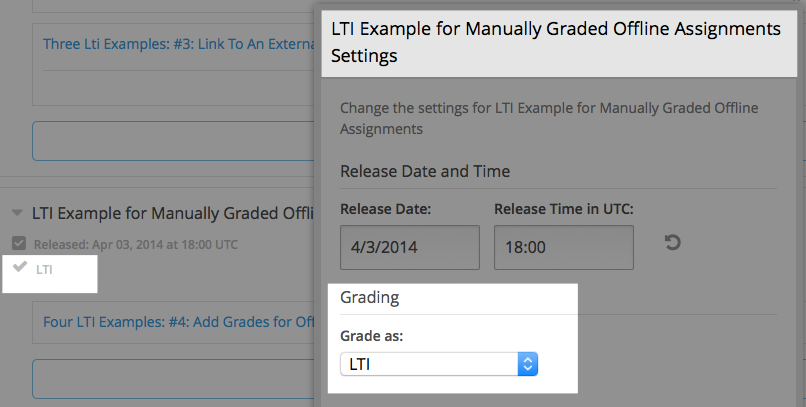 Three Lti Examples: #3: Link To An Externa
LTI Example for Manually Graded Offli
Released: Apr 03, 2014 at 18:00 UTC
LTI
Four LTI Examples: #4: Add Grades for Off
LTI Example for Manually Graded Offline Assignments
Settings
Change the settings for LTI Example for Manually Graded Offline
Assignments
Release Date and Time
Release Date:
Release Time in UTC:
4/3/2014
18:00
Grading
Grade as:
LTI